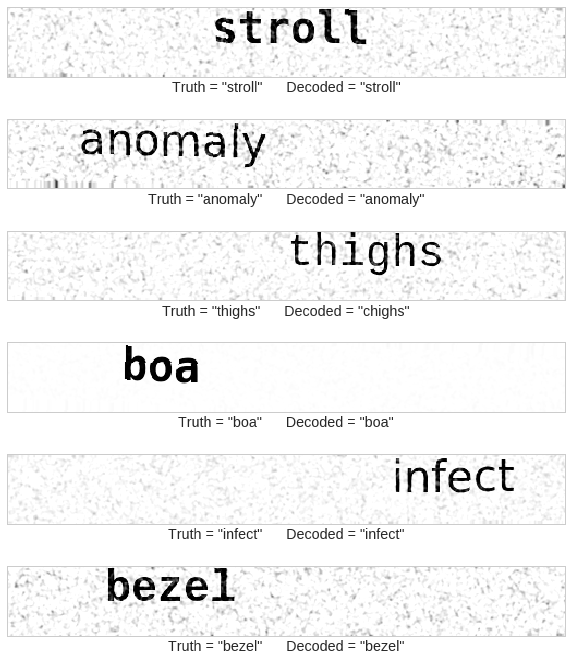 stroll
Truth = "stroll" Decoded = "stroll"
anomaly
Truth = "anomaly" Decoded = "anomaly"
thighs
Truth = "thighs" Decoded = "chighs"
boa
Truth = "boa" Decoded = "boa"
infect
Truth = "infect" Decoded = "infect"
bezel
Truth = "bezel" Decoded = "bezel"